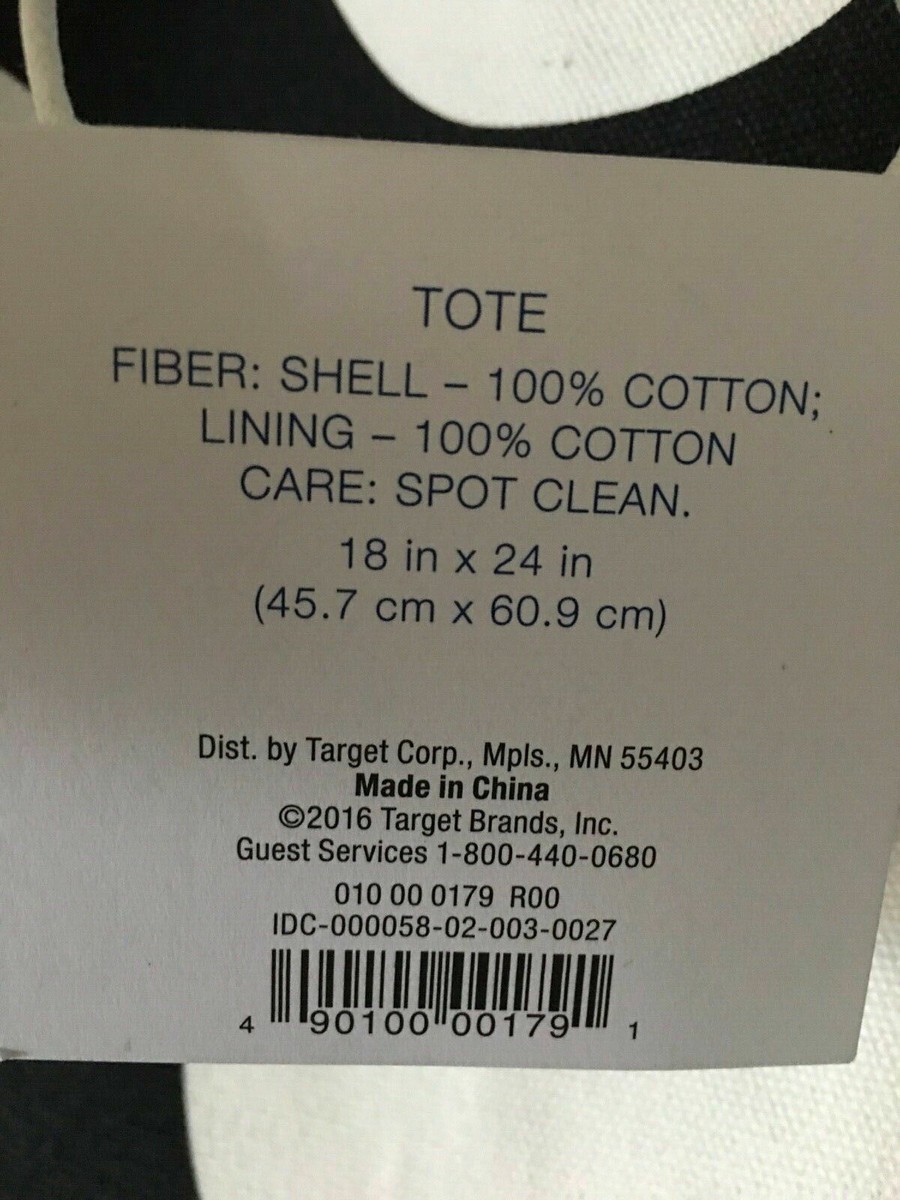 TOTE
FIBER: SHELL – 100% COTTON;
LINING – 100% COTTON
CARE: SPOT CLEAN.
18 in x 24 in
(45.7 cm x 60.9 cm)
Dist. by Target Corp., Mpls., MN 55403
Made in China
©2016 Target Brands, Inc.
Guest Services 1-800-440-0680
010 00 0179 R00
IDC-000058-02-003-0027
4 90100 00179 1